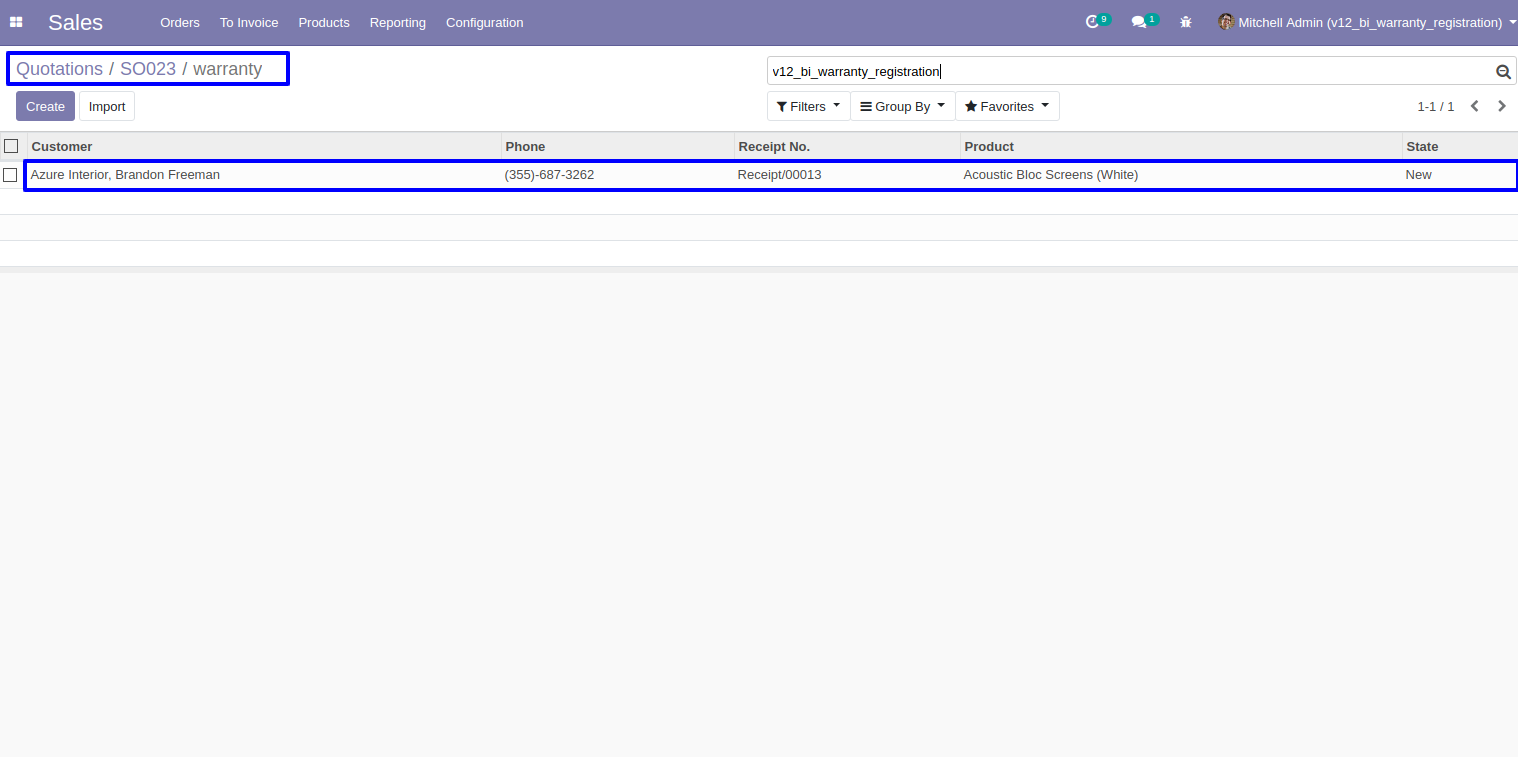 Sales Orders To Invoice Products Reporting Configuration 9 1 Mitchell Admin (v12_bi_warranty_registration)
Quotations / SO023 / warranty v12_bi_warranty_registration
Create Import Filters Group By Favorites 1-1 / 1
Customer Phone Receipt No. Product State
Azure Interior, Brandon Freeman (355)-687-3262 Receipt/00013 Acoustic Bloc Screens (White) New